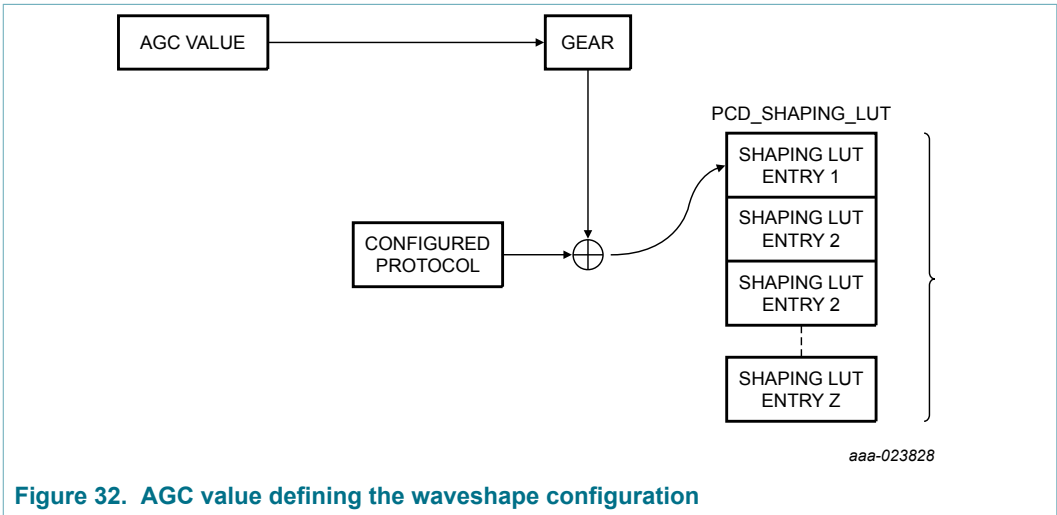 AGC VALUE
GEAR
PCD_SHAPING_LUT
SHAPING LUT
ENTRY 1
SHAPING LUT
ENTRY 2
CONFIGURED
PROTOCOL
SHAPING LUT
ENTRY 2
SHAPING LUT
ENTRY Z
aaa-023828
Figure 32. AGC value defining the waveshape configuration